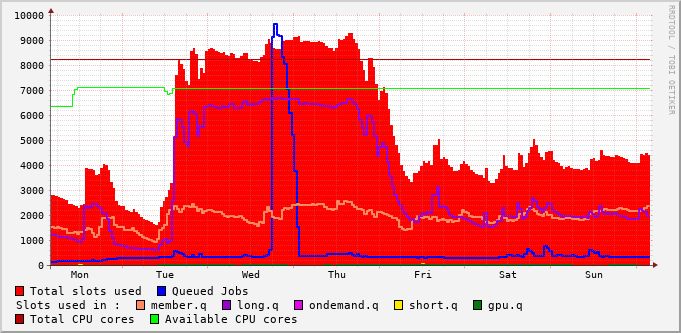 10000
9000
8000
7000
6000
5000
4000
3000
2000
1000
0
Mon Tue Wed Thu Fri Sat Sun
RRDTOOL / TOBI OETIKER
Total slots used Queued Jobs
Slots used in : member.q long.q ondemand.q short.q gpu.q
Total CPU cores Available CPU cores